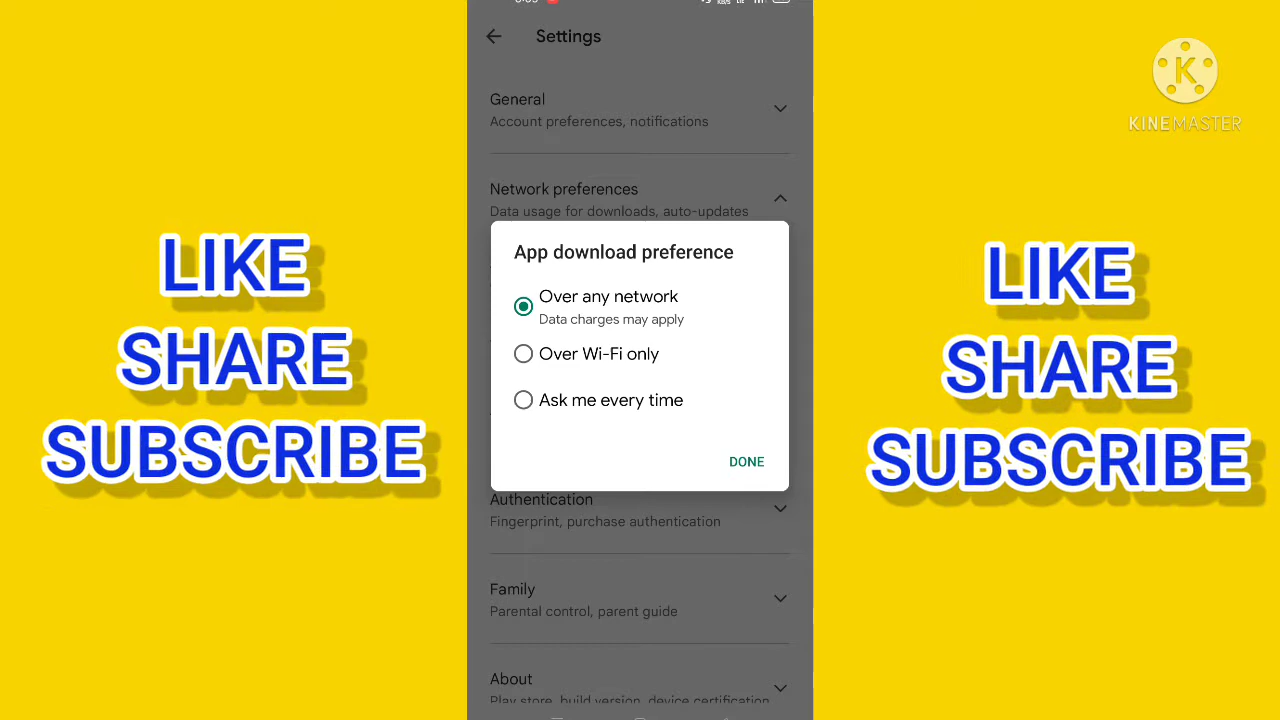 Settings
General
Account preferences, notifications
Network preferences
Data usage for downloads, auto-updates
App download preference
Over any network
Data charges may apply
Over Wi-Fi only
Ask me every time
DONE
Authentication
Fingerprint, purchase authentication
Family
Parental control, parent guide
About
Play store, build version, device certification
LIKE
SHARE
SUBSCRIBE
K
KINEMASTER
LIKE
SHARE
SUBSCRIBE